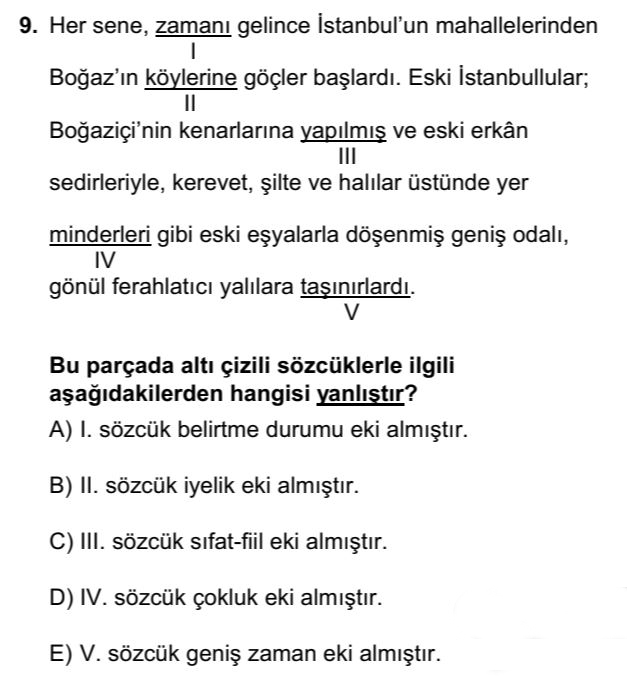 9. Her sene, zamanı gelince İstanbul’un mahallelerinden
I
Boğaz’ın köylerine göçler başlardı. Eski İstanbullular;
II
Boğaziçi’nin kenarlarına yapılmış ve eski erkân
III
sedirleriyle, kerevet, şilte ve halılar üstünde yer
minderleri gibi eski eşyalarla döşenmiş geniş odalı,
IV
gönül ferahlatıcı yalılara taşınırlardı.
V
Bu parçada altı çizili sözcüklerle ilgili
aşağıdakilerden hangisi yanlıştır?
A) I. sözcük belirtme durumu eki almıştır.
B) II. sözcük iyelik eki almıştır.
C) III. sözcük sıfat-fiil eki almıştır.
D) IV. sözcük çokluk eki almıştır.
E) V. sözcük geniş zaman eki almıştır.